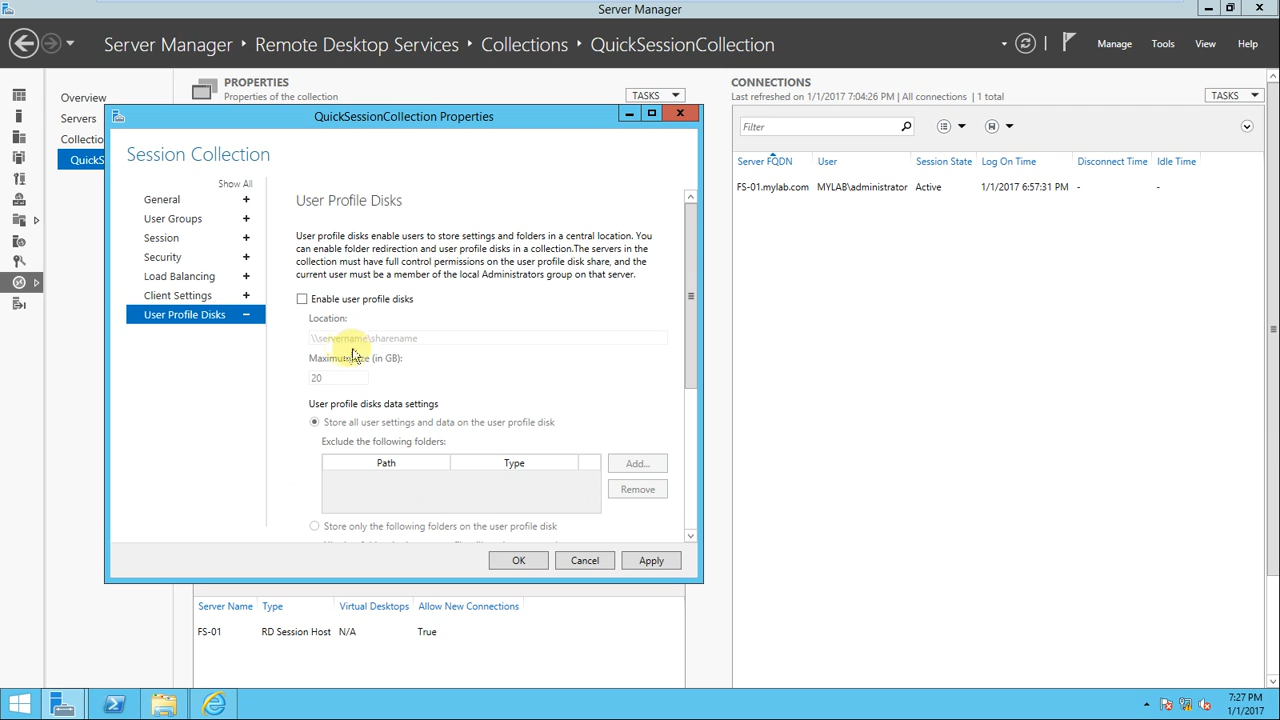 Server Manager
Server Manager ‣ Remote Desktop Services ‣ Collections ‣ QuickSessionCollection
Manage Tools View Help
Overview
Servers
Collectio
QuickS
PROPERTIES
Properties of the collection
TASKS
QuickSessionCollection Properties
Session Collection
Show All
General +
User Groups +
Session +
Security +
Load Balancing +
Client Settings +
User Profile Disks −
User Profile Disks
User profile disks enable users to store settings and folders in a central location. You
can enable folder redirection and user profile disks in a collection.The servers in the
collection must have full control permissions on the user profile disk share, and the
current user must be a member of the local Administrators group on that server.
Enable user profile disks
Location:
\\servername\sharename
Maximum size (in GB):
20
User profile disks data settings
Store all user settings and data on the user profile disk
Exclude the following folders:
Path Type
Add...
Remove
Store only the following folders on the user profile disk
OK Cancel Apply
Server Name Type Virtual Desktops Allow New Connections
FS-01 RD Session Host N/A True
CONNECTIONS
Last refreshed on 1/1/2017 7:04:26 PM | All connections | 1 total
TASKS
Filter
Server FQDN User Session State Log On Time Disconnect Time Idle Time
FS-01.mylab.com MYLAB\administrator Active 1/1/2017 6:57:31 PM - -
7:27 PM
1/1/2017